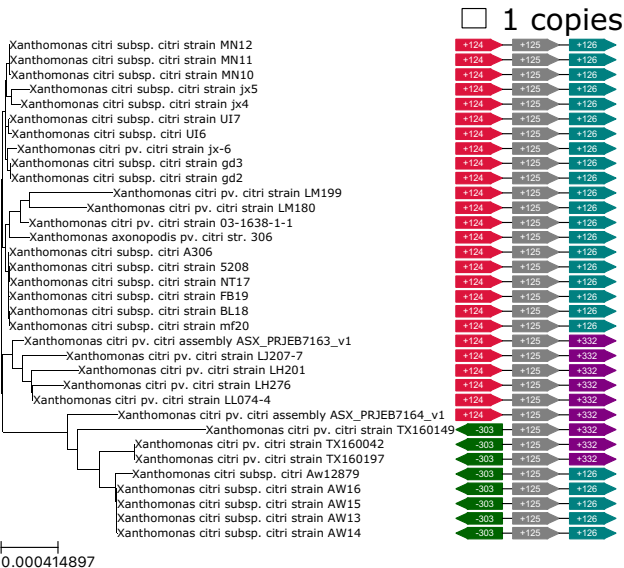 1 copies
Xanthomonas citri subsp. citri strain MN12 +124 +125 +126
Xanthomonas citri subsp. citri strain MN11 +124 +125 +126
Xanthomonas citri subsp. citri strain MN10 +124 +125 +126
Xanthomonas citri subsp. citri strain jx5 +124 +125 +126
Xanthomonas citri subsp. citri strain jx4 +124 +125 +126
Xanthomonas citri subsp. citri strain UI7 +124 +125 +126
Xanthomonas citri subsp. citri UI6 +124 +125 +126
Xanthomonas citri pv. citri strain jx-6 +124 +125 +126
Xanthomonas citri subsp. citri strain gd3 +124 +125 +126
Xanthomonas citri subsp. citri strain gd2 +124 +125 +126
Xanthomonas citri pv. citri strain LM199 +124 +125 +126
Xanthomonas citri pv. citri strain LM180 +124 +125 +126
Xanthomonas citri pv. citri strain 03-1638-1-1 +124 +125 +126
Xanthomonas axonopodis pv. citri str. 306 +124 +125 +126
Xanthomonas citri subsp. citri A306 +124 +125 +126
Xanthomonas citri subsp. citri strain 5208 +124 +125 +126
Xanthomonas citri subsp. citri strain NT17 +124 +125 +126
Xanthomonas citri subsp. citri strain FB19 +124 +125 +126
Xanthomonas citri subsp. citri strain BL18 +124 +125 +126
Xanthomonas citri subsp. citri strain mf20 +124 +125 +126
Xanthomonas citri pv. citri assembly ASX_PRJEB7163_v1 +124 +125 +332
Xanthomonas citri pv. citri strain LJ207-7 +124 +125 +332
Xanthomonas citri pv. citri strain LH201 +124 +125 +332
Xanthomonas citri pv. citri strain LH276 +124 +125 +332
Xanthomonas citri pv. citri strain LL074-4 +124 +125 +332
Xanthomonas citri pv. citri assembly ASX_PRJEB7164_v1 +124 +125 +332
Xanthomonas citri pv. citri strain TX160149 -303 +125 +332
Xanthomonas citri pv. citri strain TX160042 -303 +125 +332
Xanthomonas citri pv. citri strain TX160197 -303 +125 +332
Xanthomonas citri subsp. citri Aw12879 -303 +125 +126
Xanthomonas citri subsp. citri strain AW16 -303 +125 +126
Xanthomonas citri subsp. citri strain AW15 -303 +125 +126
Xanthomonas citri subsp. citri strain AW13 -303 +125 +126
Xanthomonas citri subsp. citri strain AW14 -303 +125 +126
0.000414897